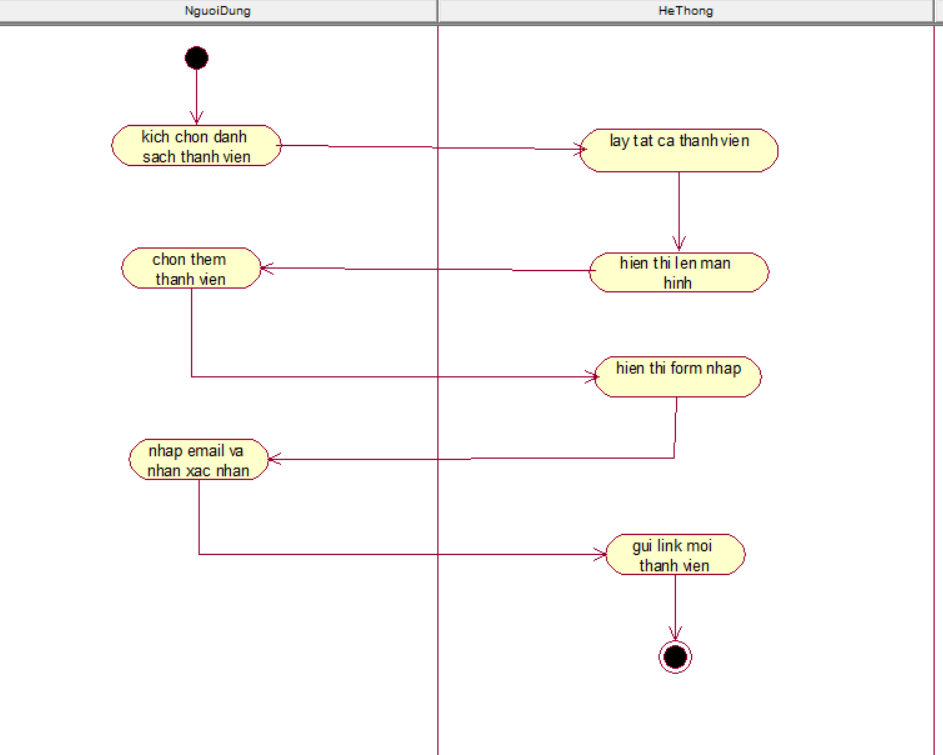 NguoiDung
HeThong
kich chon danh
sach thanh vien
lay tat ca thanh vien
chon them
thanh vien
hien thi len man
hinh
hien thi form nhap
nhap email va
nhan xac nhan
gui link moi
thanh vien